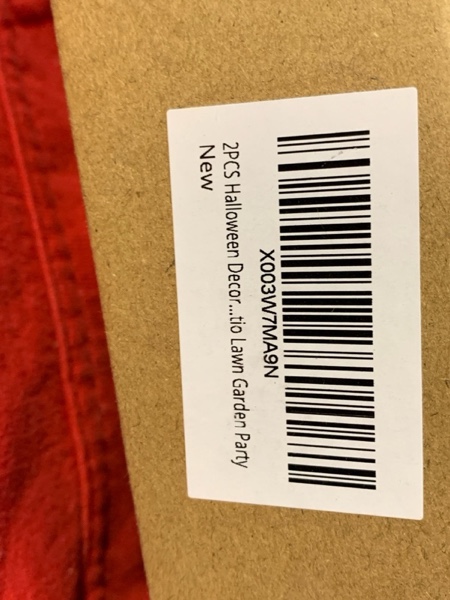 X003W7MA9N
2PCS Halloween Decor...tio Lawn Garden Party
New